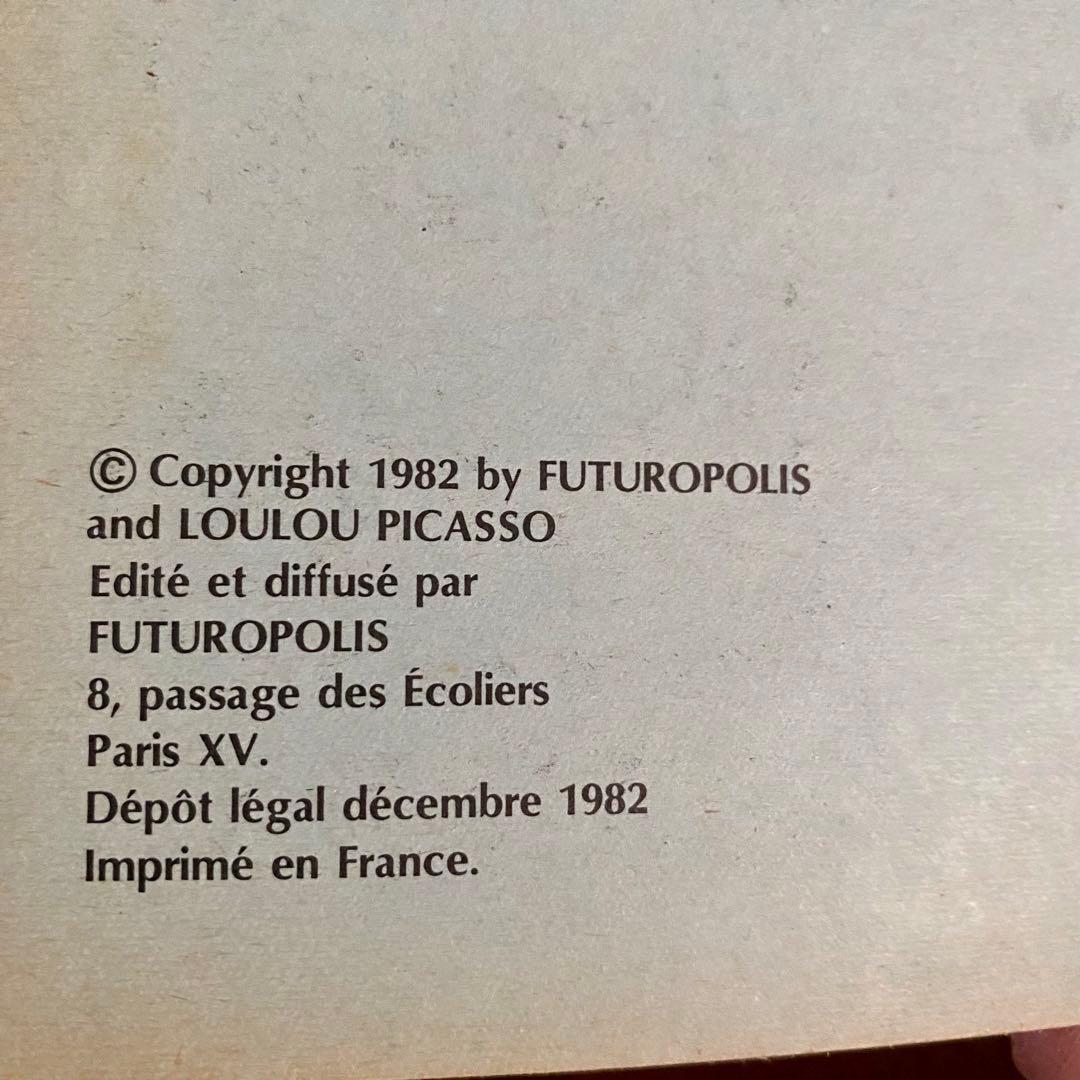 © Copyright 1982 by FUTUROPOLIS
and LOULOU PICASSO
Edité et diffusé par
FUTUROPOLIS
8, passage des Écoliers
Paris XV.
Dépôt légal décembre 1982
Imprimé en France.